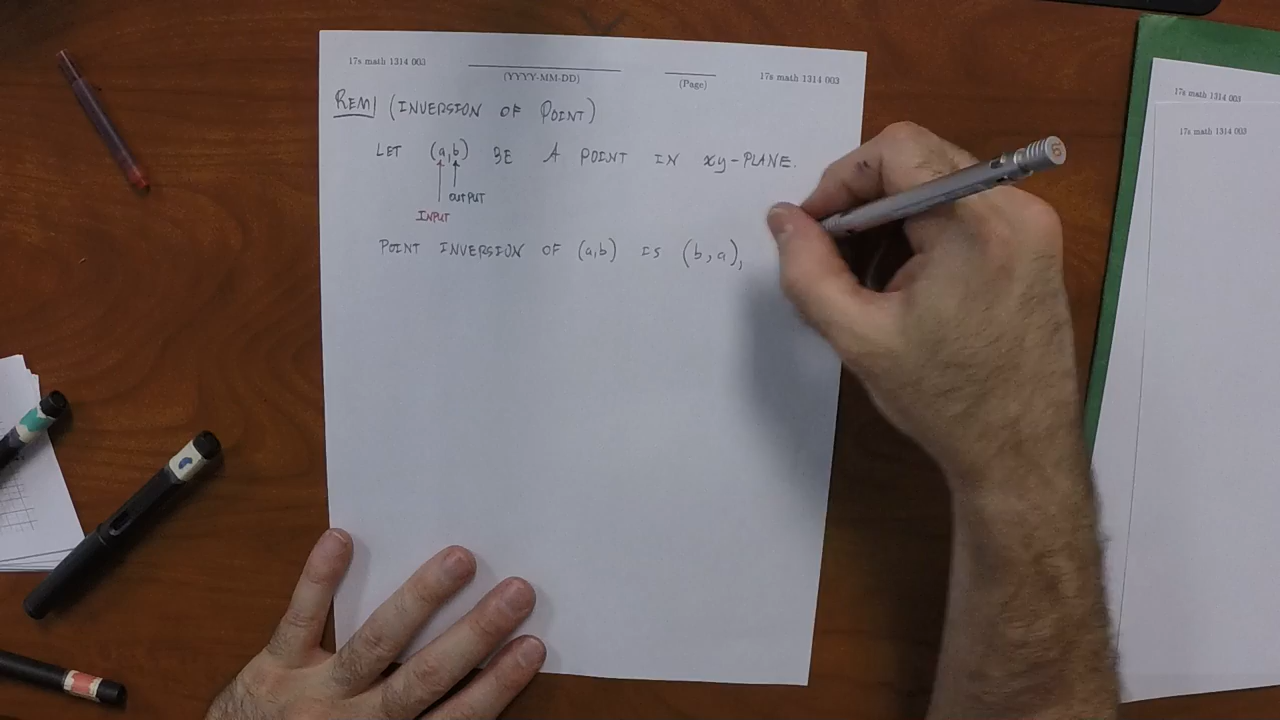 17s math 1314 003
(YYYY-MM-DD)
(Page)
17s math 1314 003
REM (INVERSION OF POINT)
LET (a,b) BE A POINT IN xy-PLANE.
OUTPUT
INPUT
POINT INVERSION OF (a,b) IS (b,a),
17s math 1314 003
17s math 1314 003